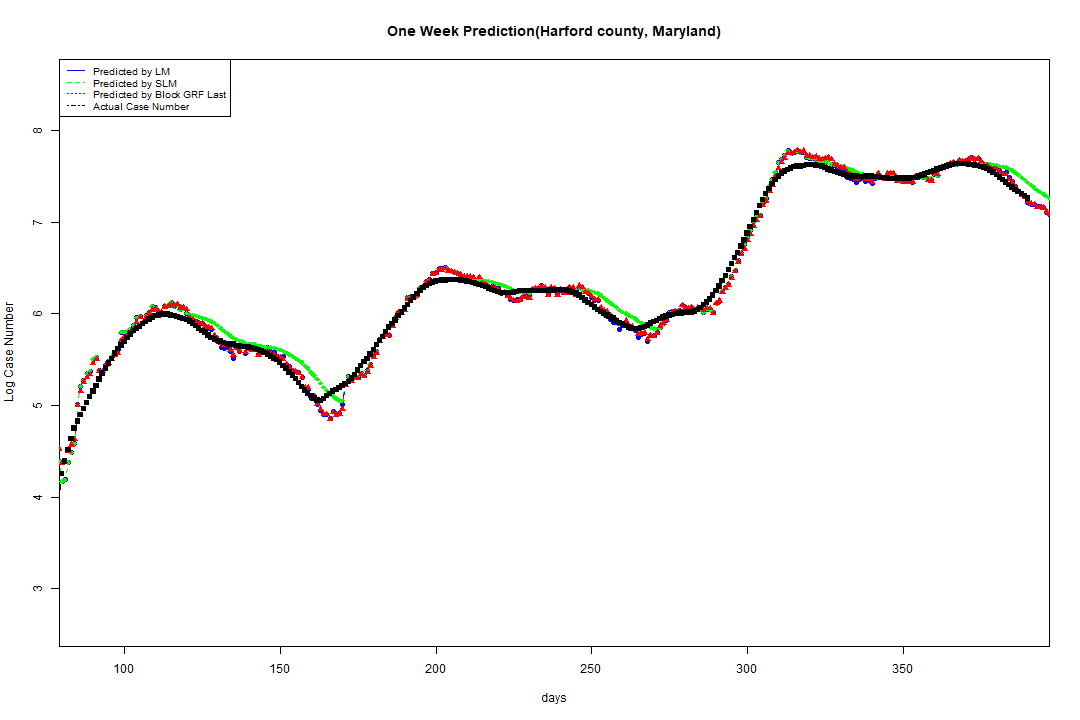 One Week Prediction(Harford county, Maryland)
Predicted by LM
Predicted by SLM
Predicted by Block GRF Last
Actual Case Number
8
7
6
5
4
3
Log Case Number
100 150 200 250 300 350
days